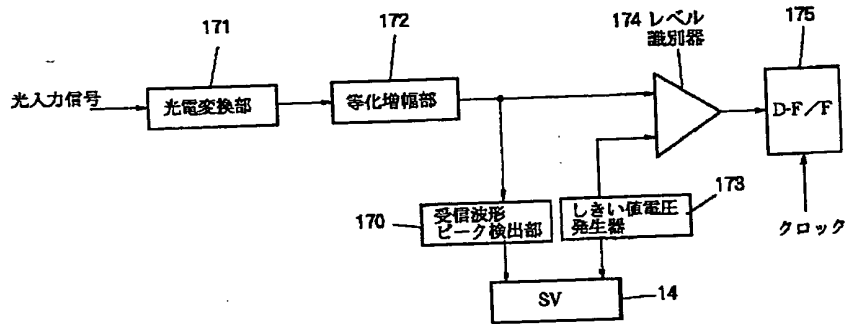 171
172
174 レベル
識別器
175
光入力信号
光電変換部
等化増幅部
D-F/F
170
受信波形
ピーク検出部
しきい値電圧
発生器
173
クロック
SV
14